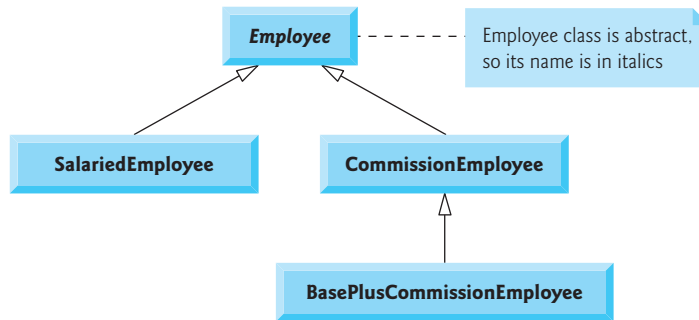 Employee
Employee class is abstract,
so its name is in italics
SalariedEmployee
CommissionEmployee
BasePlusCommissionEmployee